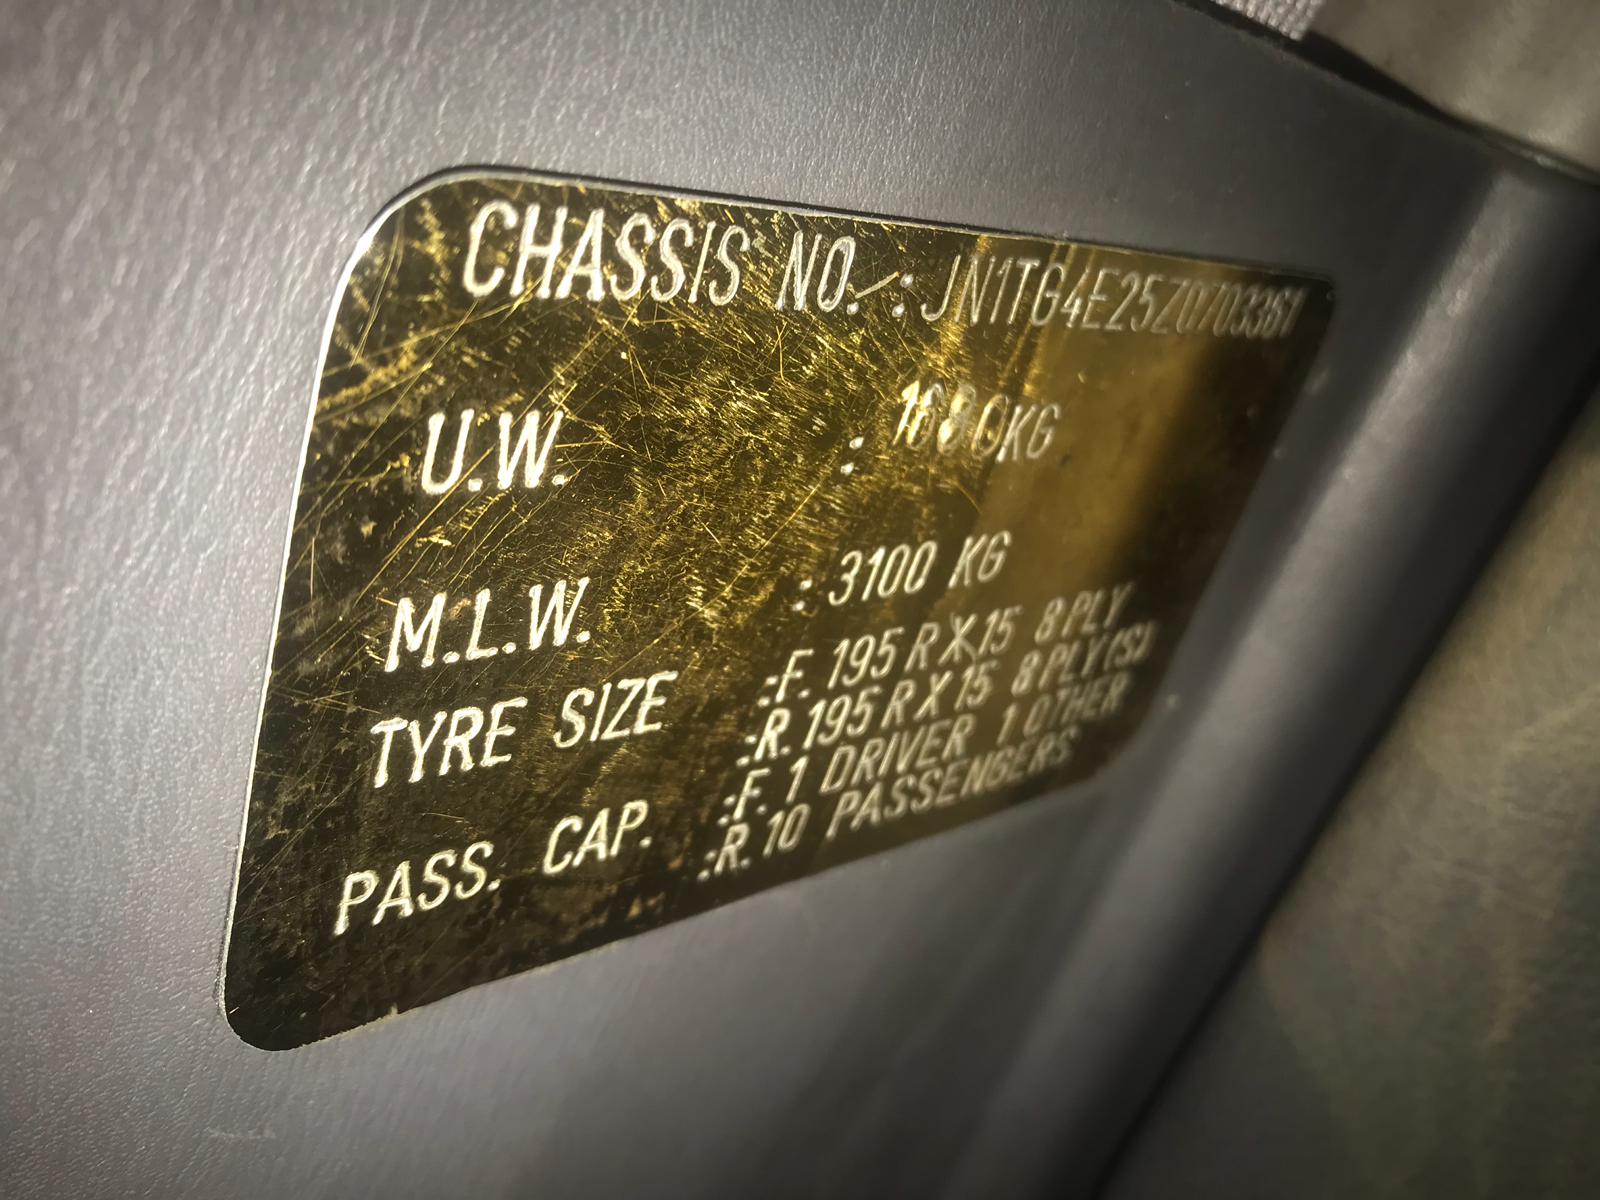 CHASSIS NO. : JN1TG4E25Z0703361
U.W. : 1680KG
M.L.W. : 3100 KG
TYRE SIZE :F. 195 R X 15 8 PLY
:R. 195 R X 15 8 PLY (S)
PASS. CAP. :F. 1 DRIVER 1 OTHER
:R. 10 PASSENGERS